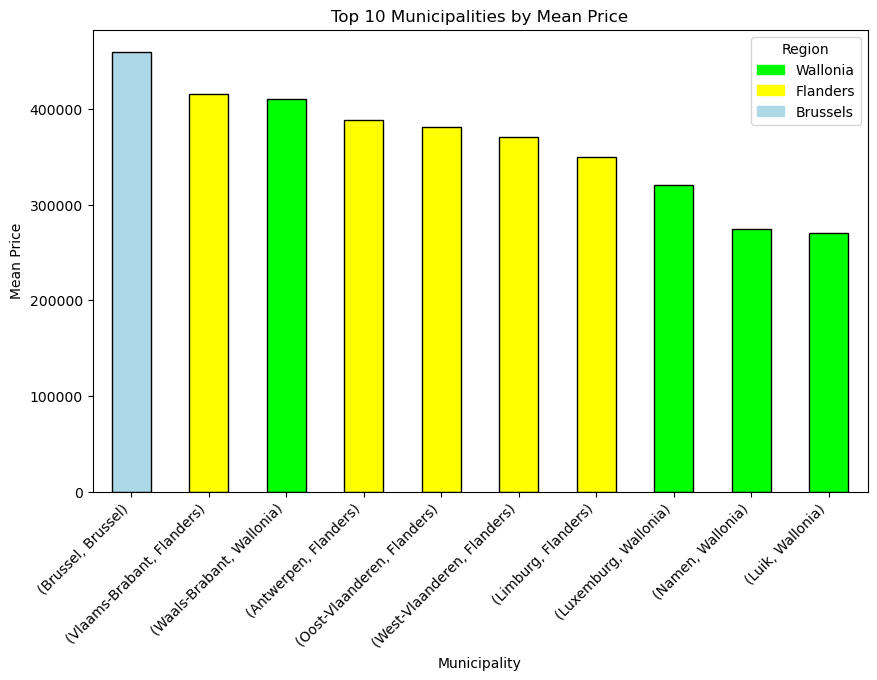 Top 10 Municipalities by Mean Price
Region
Wallonia
Flanders
Brussels
400000
300000
200000
100000
0
Mean Price
(Brussel, Brussel)
(Vlaams-Brabant, Flanders)
(Waals-Brabant, Wallonia)
(Antwerpen, Flanders)
(Oost-Vlaanderen, Flanders)
(West-Vlaanderen, Flanders)
(Limburg, Flanders)
(Luxemburg, Wallonia)
(Namen, Wallonia)
(Luik, Wallonia)
Municipality